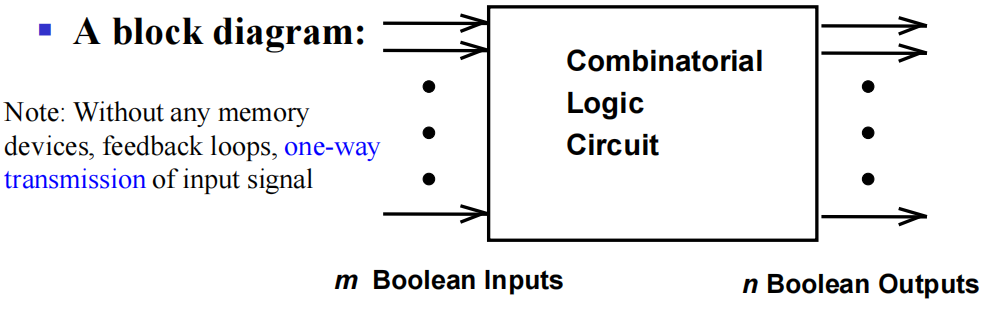 ▪ A block diagram:
Note: Without any memory
devices, feedback loops, one-way
transmission of input signal
Combinatorial
Logic
Circuit
m Boolean Inputs
n Boolean Outputs